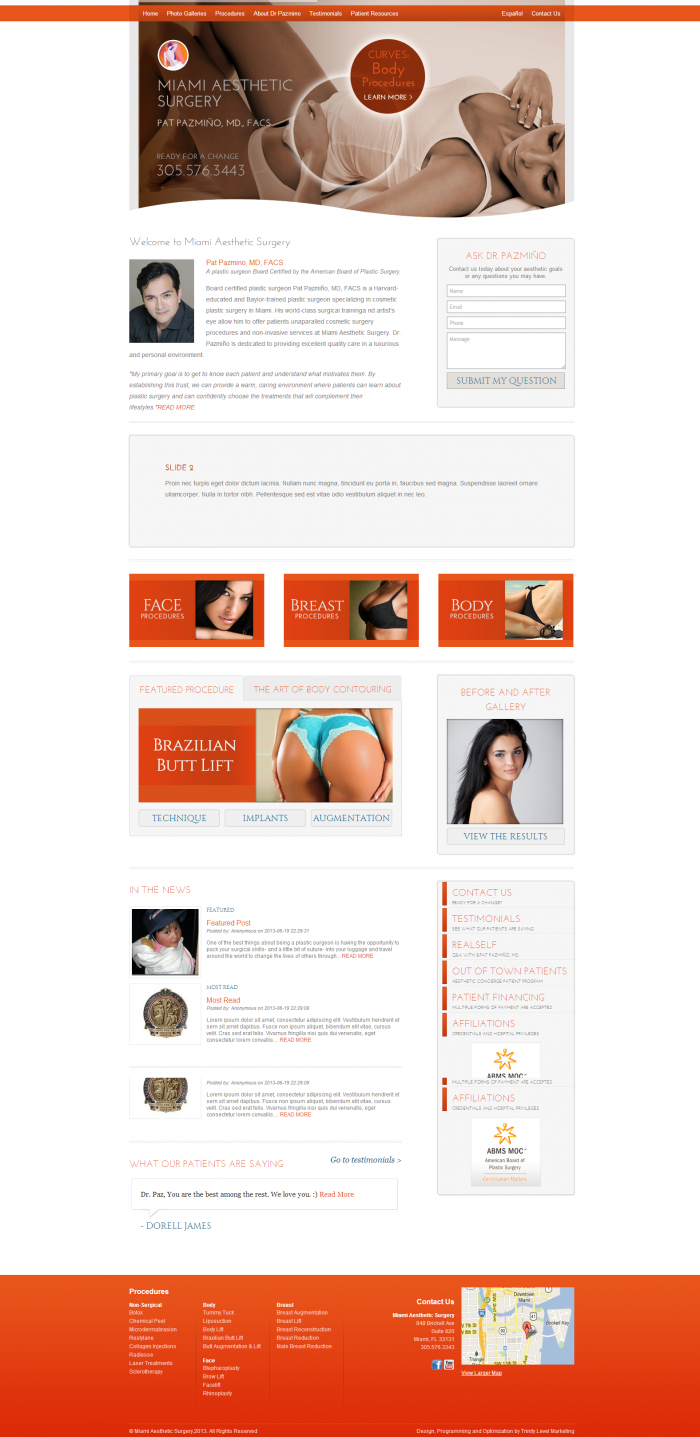 Home Photo Galleries Procedures About Dr Pazmino Testimonials Patient Resources Español Contact Us
MIAMI AESTHETIC
SURGERY
PAT PAZMIÑO, MD., FACS
READY FOR A CHANGE
305.576.3443
CURVES:
Body
Procedures
LEARN MORE >
Welcome to Miami Aesthetic Surgery
Pat Pazmino, MD, FACS
A plastic surgeon Board Certified by the American Board of Plastic Surgery
Board certified plastic surgeon Pat Pazmiño, MD, FACS is a Harvard-
educated and Baylor-trained plastic surgeon specializing in cosmetic
plastic surgery in Miami. His world-class surgical traininga nd artist's
eye allow him to offer patients unaparalled cosmetic surgery
procedures and non-invasive services at Miami Aesthetic Surgery. Dr.
Pazmiño is dedicated to providing excellent quality care in a luxurious
and personal environment.
"My primary goal is to get to know each patient and understand what motivates them. By
establishing this trust, we can provide a warm, caring environment where patients can learn about
plastic surgery and can confidently choose the treatments that will complement their
lifestyles."READ MORE
ASK DR. PAZMIÑO
Contact us today about your aesthetic goals
or any questions you may have.
Name
Email
Phone
Message
SUBMIT MY QUESTION
SLIDE 2
Proin nec turpis eget dolor dictum lacinia. Nullam nunc magna, tincidunt eu porta in, faucibus sed magna. Suspendisse laoreet ornare
ullamcorper. Nulla in tortor nibh. Pellentesque sed est vitae odio vestibulum aliquet in nec leo.
FACE
PROCEDURES
BREAST
PROCEDURES
BODY
PROCEDURES
FEATURED PROCEDURE
THE ART OF BODY CONTOURING
BRAZILIAN
BUTT LIFT
TECHNIQUE
IMPLANTS
AUGMENTATION
BEFORE AND AFTER
GALLERY
VIEW THE RESULTS
IN THE NEWS
FEATURED
Featured Post
Posted by: Anonymous on 2013-06-19 22:29:31
One of the best things about being a plastic surgeon is having the opportunity to
pack your surgical skills- and a little bit of suture- into your luggage and travel
around the world to change the lives of others through... READ MORE
MOST READ
Most Read
Posted by: Anonymous on 2013-06-19 22:29:09
Lorem ipsum dolor sit amet, consectetur adipiscing elit. Vestibulum hendrerit et
sem sit amet dapibus. Fusce non ipsum aliquet, bibendum elit vitae, cursus
velit. Cras sed erat felis. Vivamus fringilla nisi quis dui tincidunt, eget
consectetur lorem convallis.... READ MORE
Posted by: Anonymous on 2013-06-19 22:29:09
Lorem ipsum dolor sit amet, consectetur adipiscing elit. Vestibulum hendrerit et
sem sit amet dapibus. Fusce non ipsum aliquet, bibendum elit vitae, cursus
velit. Cras sed erat felis. Vivamus fringilla nisi quis dui tincidunt, eget
consectetur lorem convallis.... READ MORE
CONTACT US
READY FOR A CHANGE?
TESTIMONIALS
SEE WHAT OUR PATIENTS ARE SAYING
REALSELF
Q&A WITH
OUT OF TOWN PATIENTS
AESTHETIC CONCIERGE PATIENT PROGRAM
PATIENT FINANCING
MULTIPLE FORMS OF PAYMENT ARE ACCEPTED
AFFILIATIONS
CREDENTIALS AND HOSPITAL PRIVILEGES
ABMS MOC
MULTIPLE FORMS OF PAYMENT ARE ACCEPTED
AFFILIATIONS
CREDENTIALS AND HOSPITAL PRIVILEGES
ABMS MOC
American Board of
Plastic Surgery
Certification Matters
WHAT OUR PATIENTS ARE SAYING
Go to testimonials >
Dr. Paz, You are the best among the rest. We love you. :) Read More
- DORELL JAMES
Procedures
Non-Surgical
Botox
Chemical Peel
Microdermabrasion
Restylane
Collagen Injections
Radiesse
Laser Treatments
Sclerotherapy
Body
Tummy Tuck
Liposuction
Body Lift
Brazilian Butt Lift
Butt Augmentation & Lift
Face
Blepharoplasty
Brow Lift
Facelift
Rhinoplasty
Breast
Breast Augmentation
Breast Lift
Breast Reconstruction
Breast Reduction
Male Breast Reduction
Contact Us
Miami Aesthetic Surgery
848 Brickell Ave
Suite 820
Miami, FL 33131
305.576.3443
Downtown
Miami
Brickell Key
View Larger Map
© Miami Aesthetic Surgery,2013. All Rights Reserved
Design, Programming and Optimization by Trinity Level Marketing